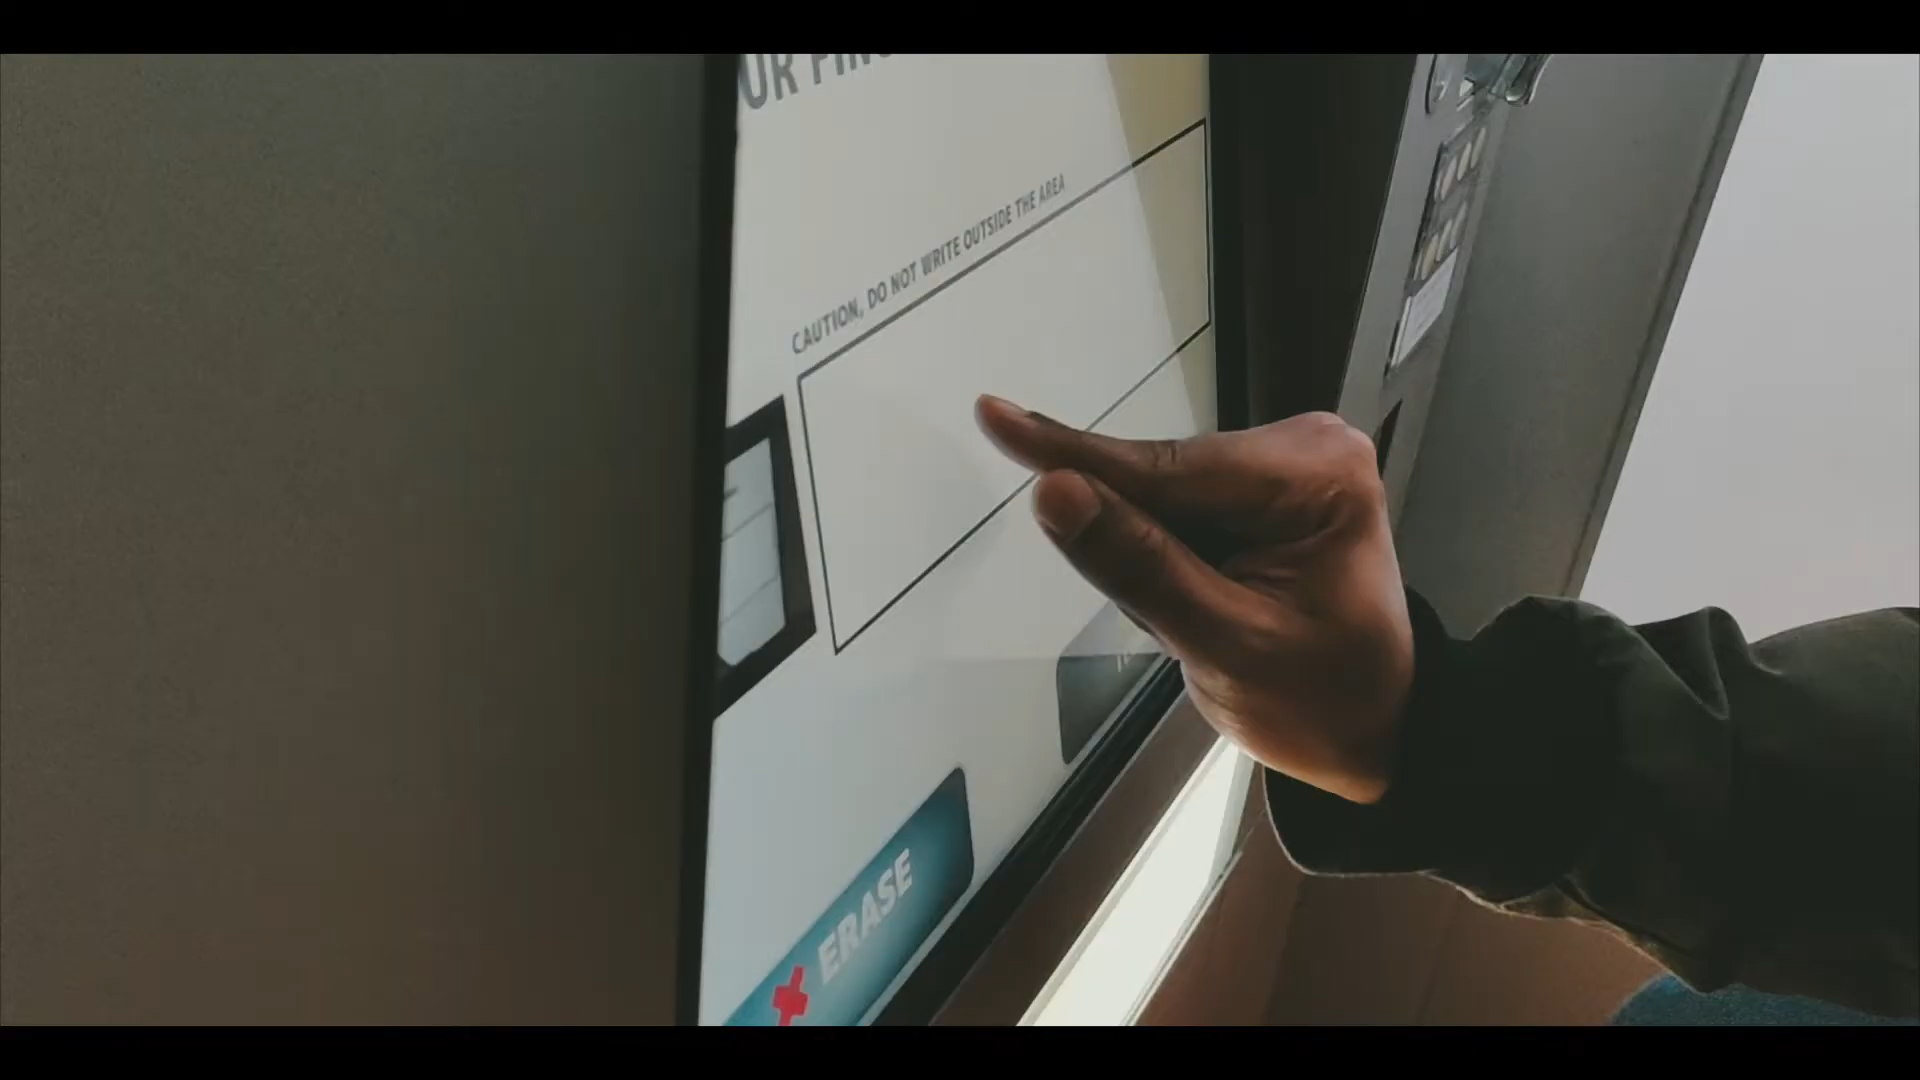 CAUTION, DO NOT WRITE OUTSIDE THE AREA
ERASE